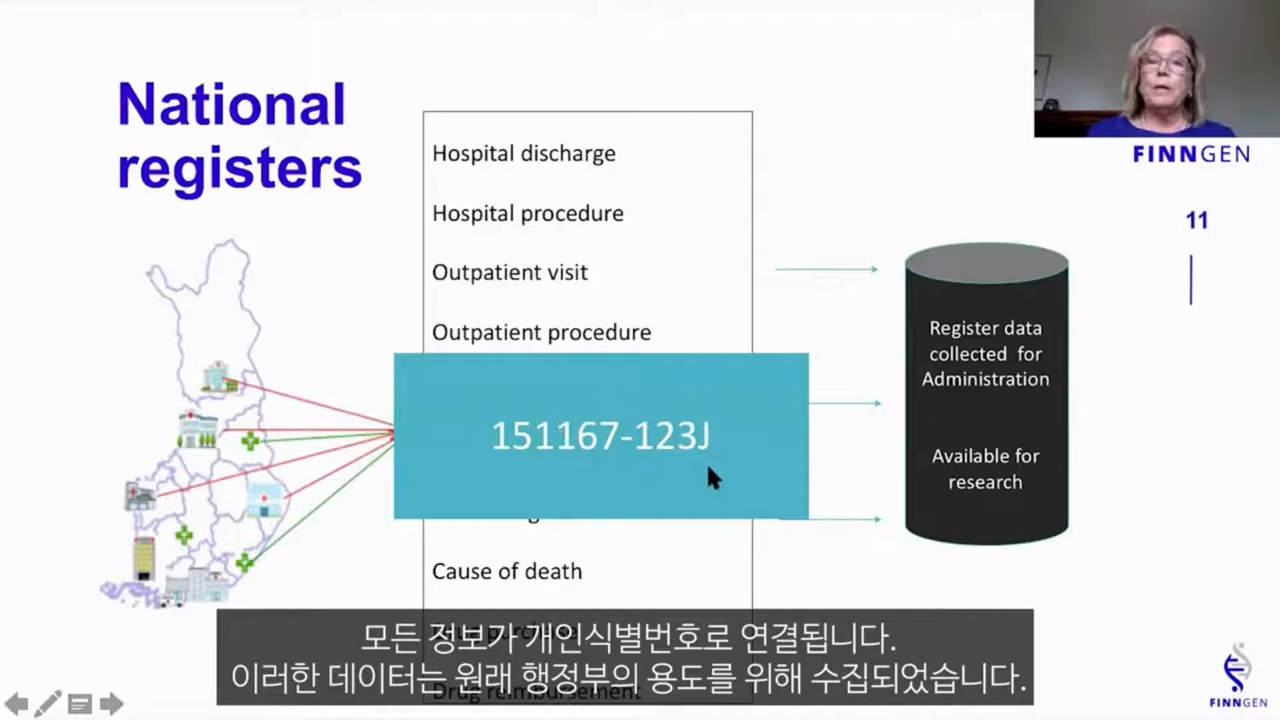 National
registers
Hospital discharge
Hospital procedure
Outpatient visit
Outpatient procedure
151167-123J
Cause of death
Drug reimbursement
Register data
collected for
Administration
Available for
research
FINNGEN
11
모든 정보가 개인식별번호로 연결됩니다.
이러한 데이터는 원래 행정부의 용도를 위해 수집되었습니다.
FINNGEN